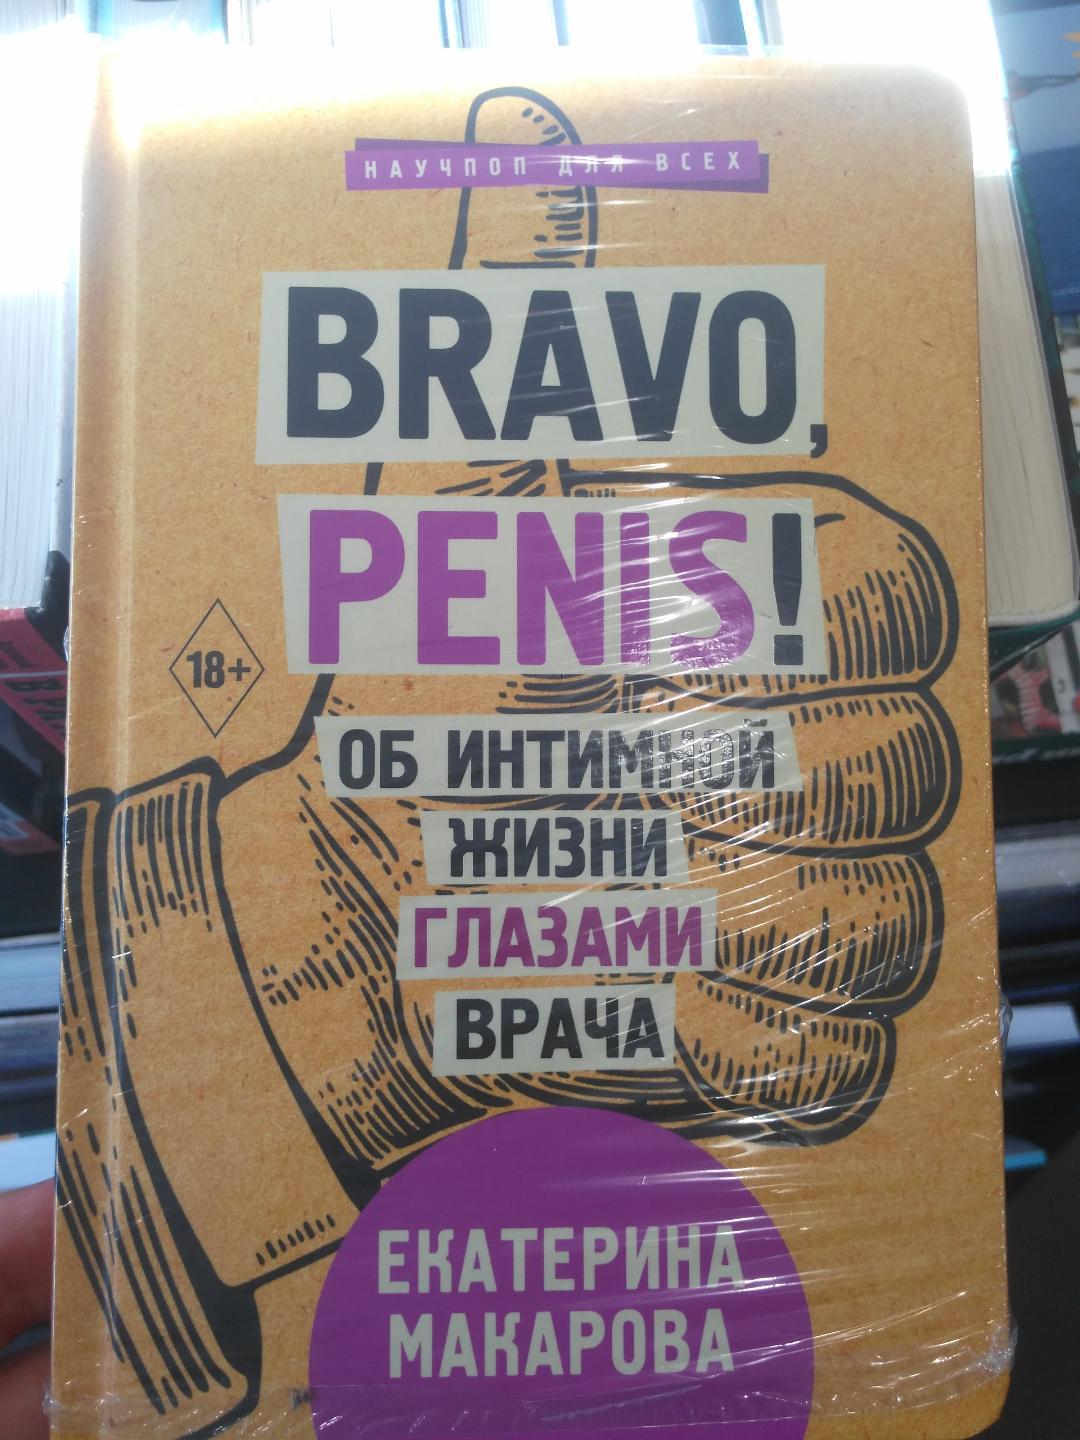 НАУЧПОП ДЛЯ ВСЕХ
BRAVO,
PENIS!
18+
ОБ ИНТИМНОЙ
ЖИЗНИ
ГЛАЗАМИ
ВРАЧА
ЕКАТЕРИНА
МАКАРОВА